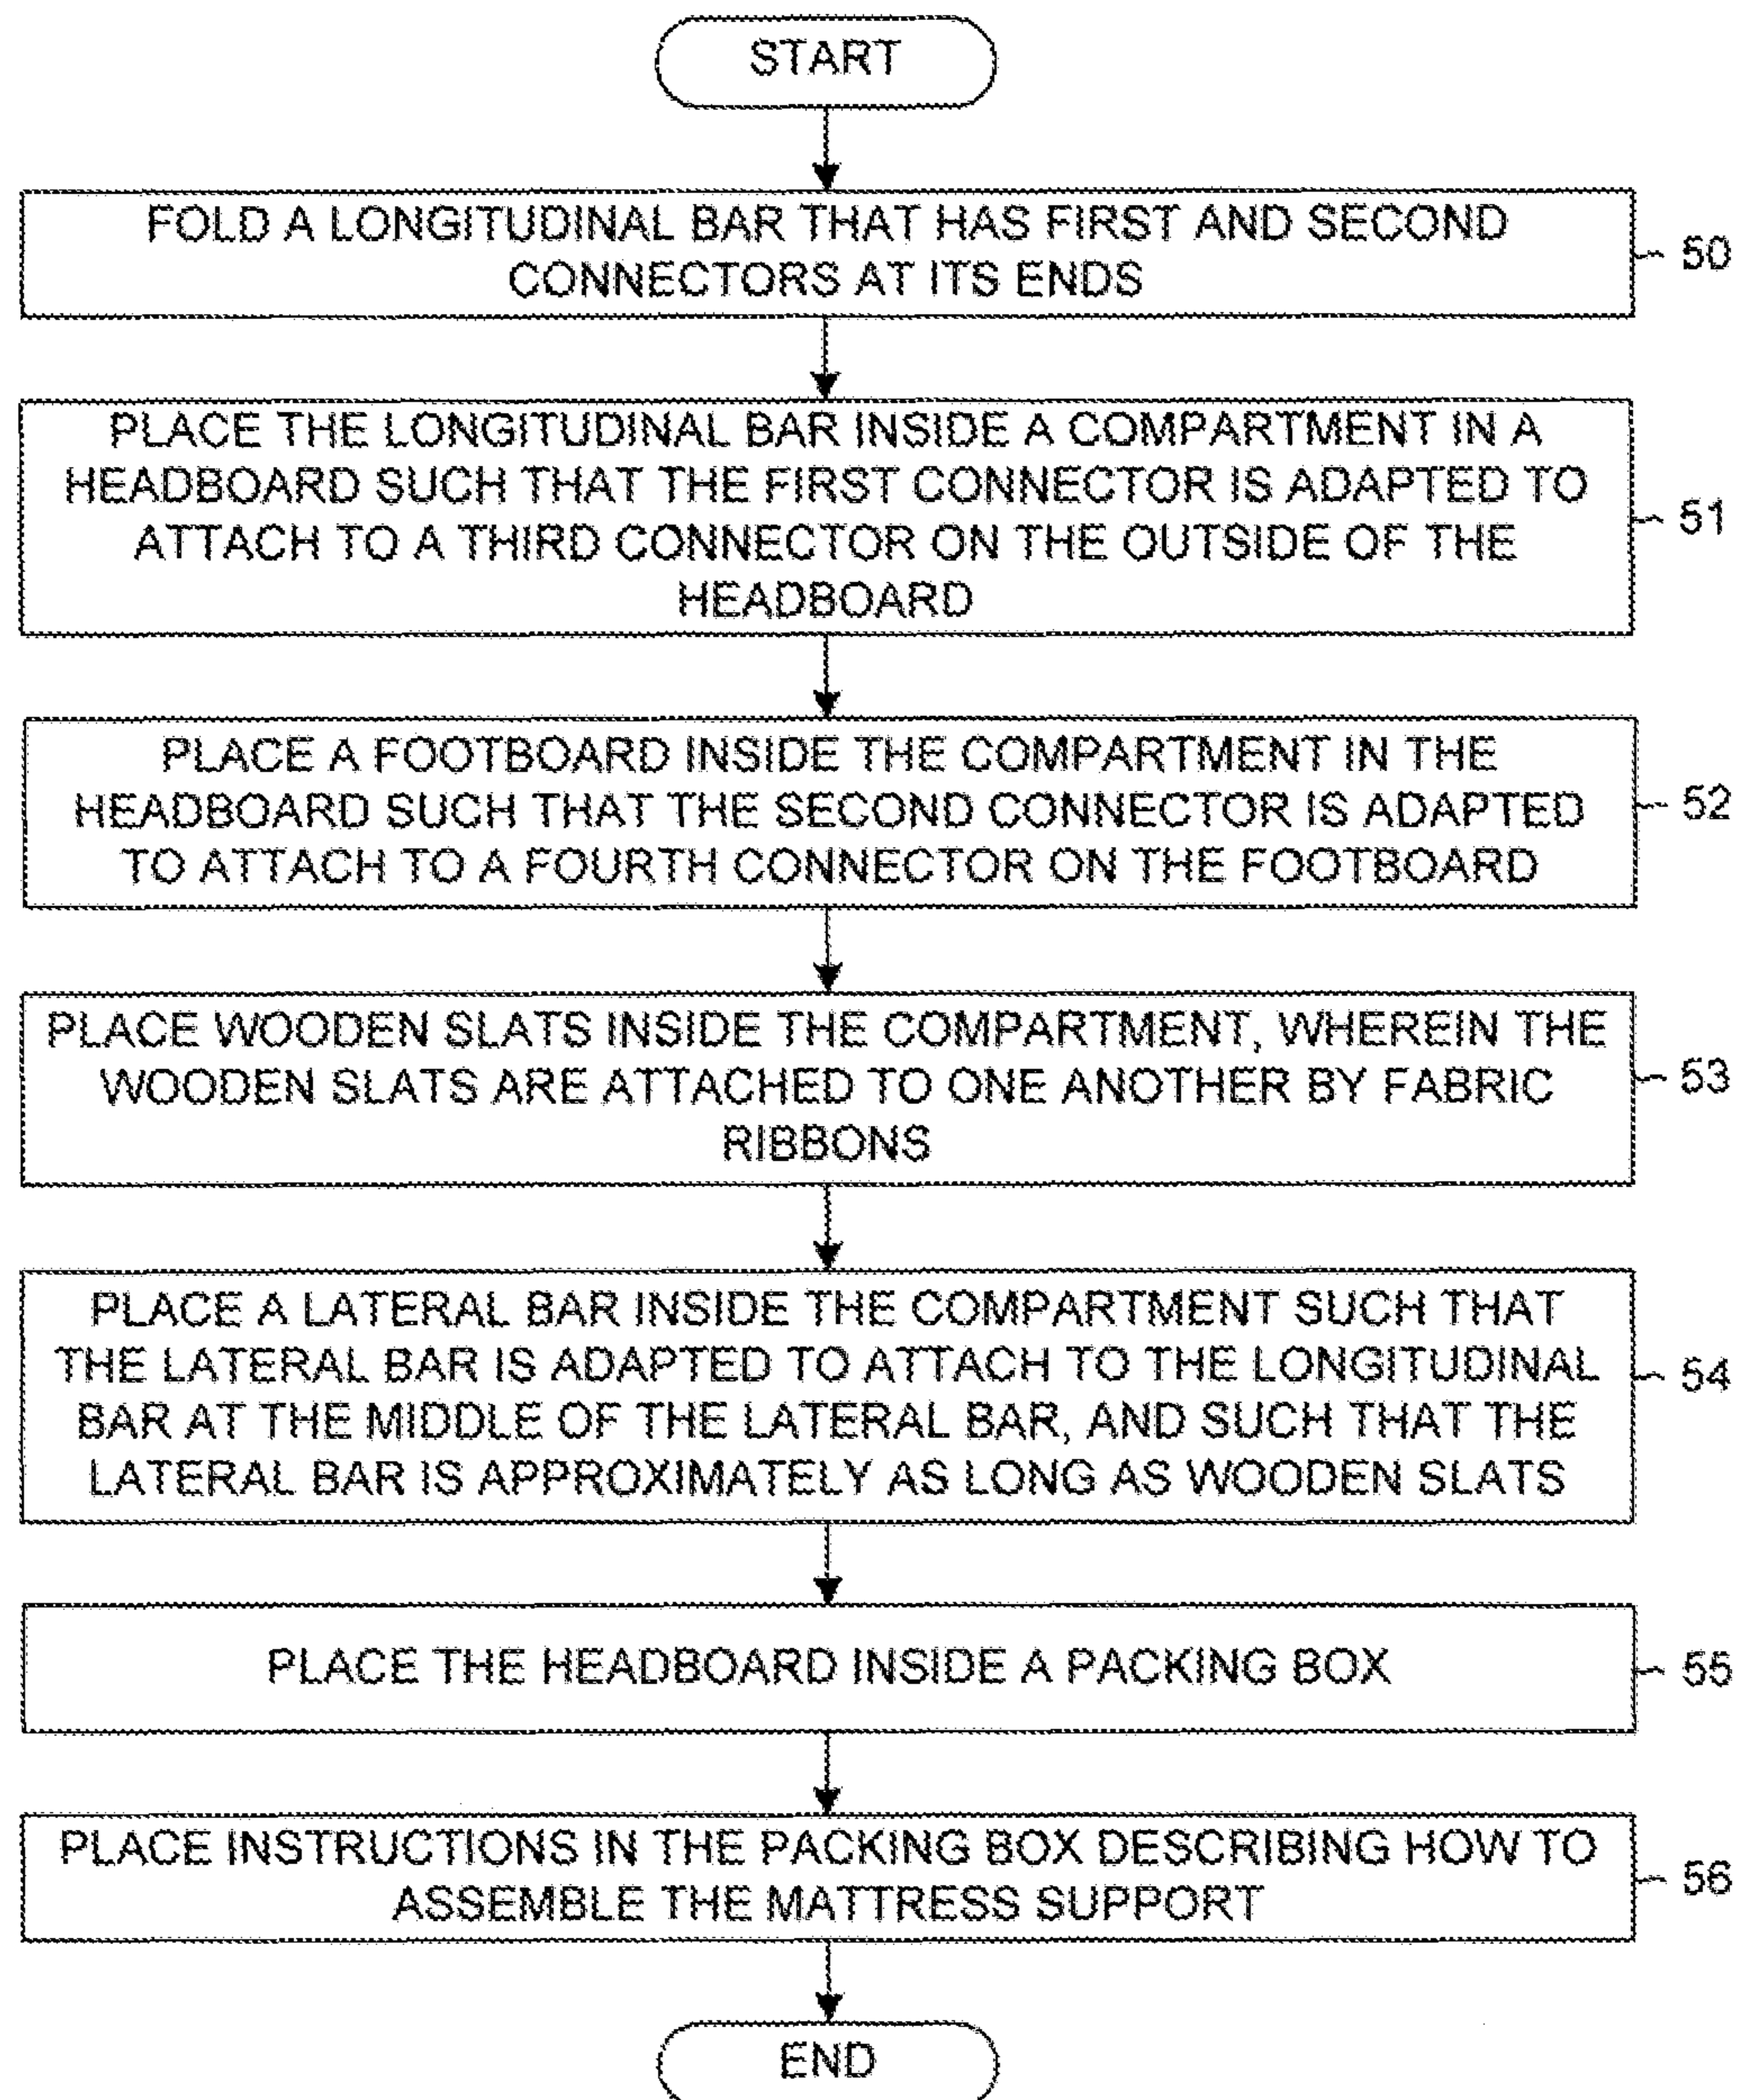 START
FOLD A LONGITUDINAL BAR THAT HAS FIRST AND SECOND
CONNECTORS AT ITS ENDS
50
PLACE THE LONGITUDINAL BAR INSIDE A COMPARTMENT IN A
HEADBOARD SUCH THAT THE FIRST CONNECTOR IS ADAPTED TO
ATTACH TO A THIRD CONNECTOR ON THE OUTSIDE OF THE
HEADBOARD
51
PLACE A FOOTBOARD INSIDE THE COMPARTMENT IN THE
HEADBOARD SUCH THAT THE SECOND CONNECTOR IS ADAPTED
TO ATTACH TO A FOURTH CONNECTOR ON THE FOOTBOARD
52
PLACE WOODEN SLATS INSIDE THE COMPARTMENT, WHEREIN THE
WOODEN SLATS ARE ATTACHED TO ONE ANOTHER BY FABRIC
RIBBONS
53
PLACE A LATERAL BAR INSIDE THE COMPARTMENT SUCH THAT
THE LATERAL BAR IS ADAPTED TO ATTACH TO THE LONGITUDINAL
BAR AT THE MIDDLE OF THE LATERAL BAR, AND SUCH THAT THE
LATERAL BAR IS APPROXIMATELY AS LONG AS WOODEN SLATS
54
PLACE THE HEADBOARD INSIDE A PACKING BOX
55
PLACE INSTRUCTIONS IN THE PACKING BOX DESCRIBING HOW TO
ASSEMBLE THE MATTRESS SUPPORT
56
END